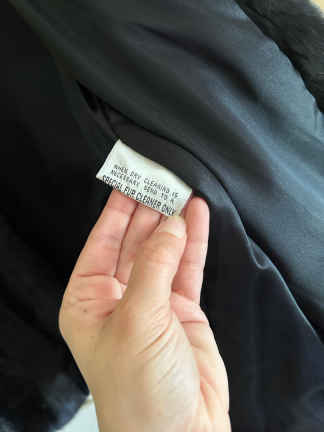 WHEN DRY CLEANING IS
NECESSARY SEND TO A
SPECIAL FUR CLEANER ONLY